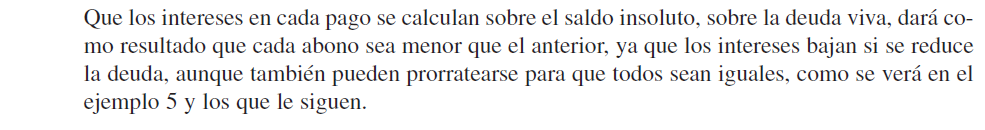 Que los intereses en cada pago se calculan sobre el saldo insoluto, sobre la deuda viva, dará co-
mo resultado que cada abono sea menor que el anterior, ya que los intereses bajan si se reduce
la deuda, aunque también pueden prorratearse para que todos sean iguales, como se verá en el
ejemplo 5 y los que le siguen.